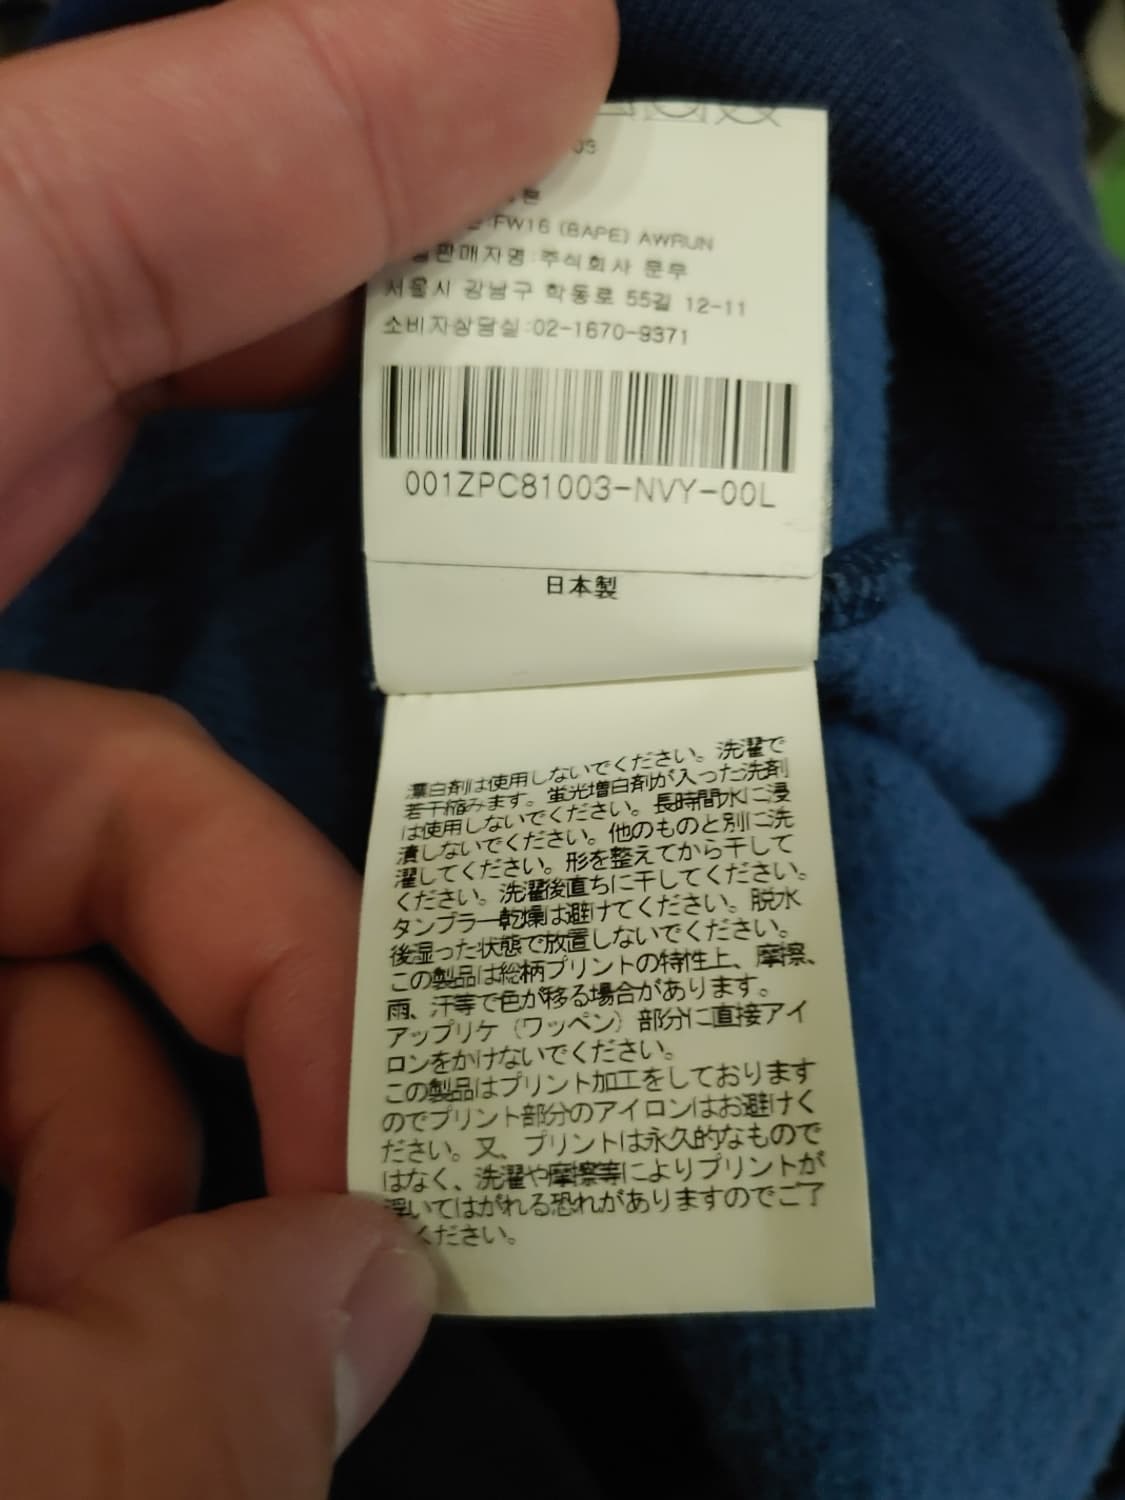 03
본
FW16 (BAPE) AWRUN
판매자명:주식회사 문무
서울시 강남구 학동로 55길 12-11
소비자상담실:02-1670-9371
001ZPC81003-NVY-00L
日本製
漂白剤は使用しないでください。洗濯で
若干縮みます。蛍光増白剤が入った洗剤
は使用しないでください。長時間水に浸
漬しないでください。他のものと別に洗
濯してください。形を整えてから干して
ください。洗濯後直ちに干してください。
タンブラー乾燥は避けてください。脱水
後湿った状態で放置しないでください。
この製品は総柄プリントの特性上、摩擦、
雨、汗等で色が移る場合があります。
アップリケ（ワッペン）部分に直接アイ
ロンをかけないでください。
この製品はプリント加工をしております
のでプリント部分のアイロンはお避けく
ださい。又、プリントは永久的なもので
はなく、洗濯や摩擦等によりプリントが
浮いてはがれる恐れがありますのでご了
ください。